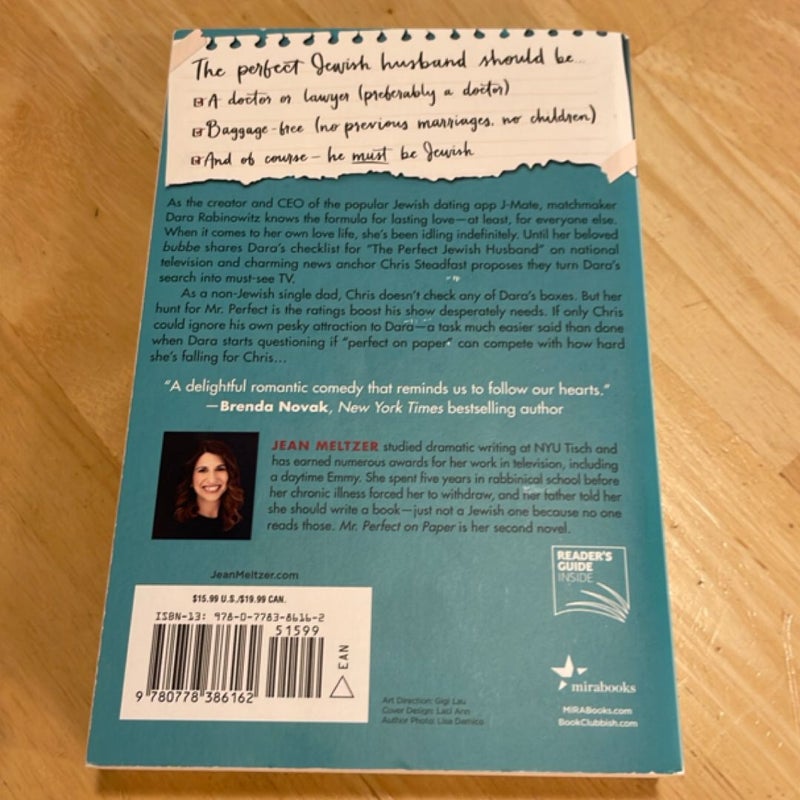 The perfect Jewish husband should be...
A doctor or lawyer (preferably a doctor)
Baggage-free (no previous marriages, no children)
And of course – he must be Jewish
As the creator and CEO of the popular Jewish dating app J-Mate, matchmaker
Dara Rabinowitz knows the formula for lasting love—at least, for everyone else.
When it comes to her own love life, she's been idling indefinitely. Until her beloved
bubbe shares Dara's checklist for "The Perfect Jewish Husband" on national
television and charming news anchor Chris Steadfast proposes they turn Dara's
search into must-see TV.
As a non-Jewish single dad, Chris doesn't check any of Dara's boxes. But her
hunt for Mr. Perfect is the ratings boost his show desperately needs. If only Chris
could ignore his own pesky attraction to Dara—a task much easier said than done
when Dara starts questioning if "perfect on paper" can compete with how hard
she's falling for Chris...
"A delightful romantic comedy that reminds us to follow our hearts."
—Brenda Novak, New York Times bestselling author
JEAN MELTZER studied dramatic writing at NYU Tisch and
has earned numerous awards for her work in television, including
a daytime Emmy. She spent five years in rabbinical school before
her chronic illness forced her to withdraw, and her father told her
she should write a book—just not a Jewish one because no one
reads those. Mr. Perfect on Paper is her second novel.
JeanMeltzer.com
READER'S
GUIDE
INSIDE
$15.99 U.S./$19.99 CAN.
ISBN-13: 978-0-7783-8616-2
51599
EAN
9 780778 386162
Art Direction: Gigi Lau
Cover Design: Laci Ann
Author Photo: Lisa Damico
mirabooks
MIRABooks.com
BookClubbish.com